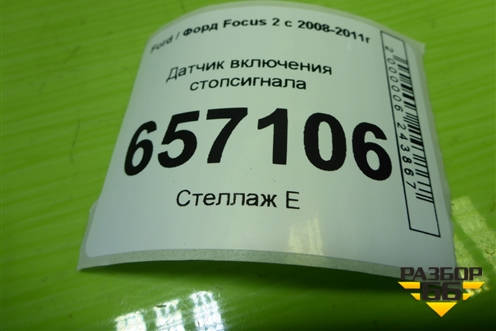 Ford / Форд Focus 2 с 2008-2011г
Датчик включения
стопсигнала
657106
Стеллаж Е
2000006243867
РАЗБОР
66